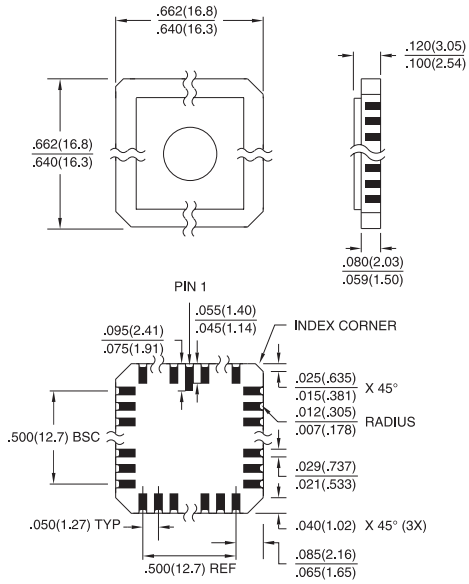 .662(16.8)
.640(16.3)
.120(3.05)
.100(2.54)
.662(16.8)
.640(16.3)
.080(2.03)
.059(1.50)
PIN 1
.055(1.40)
.045(1.14)
.095(2.41)
.075(1.91)
INDEX CORNER
.025(.635)
.015(.381)
X 45°
.012(.305)
.007(.178)
RADIUS
.500(12.7) BSC
.029(.737)
.021(.533)
.050(1.27) TYP
.040(1.02) X 45° (3X)
.500(12.7) REF
.085(2.16)
.065(1.65)